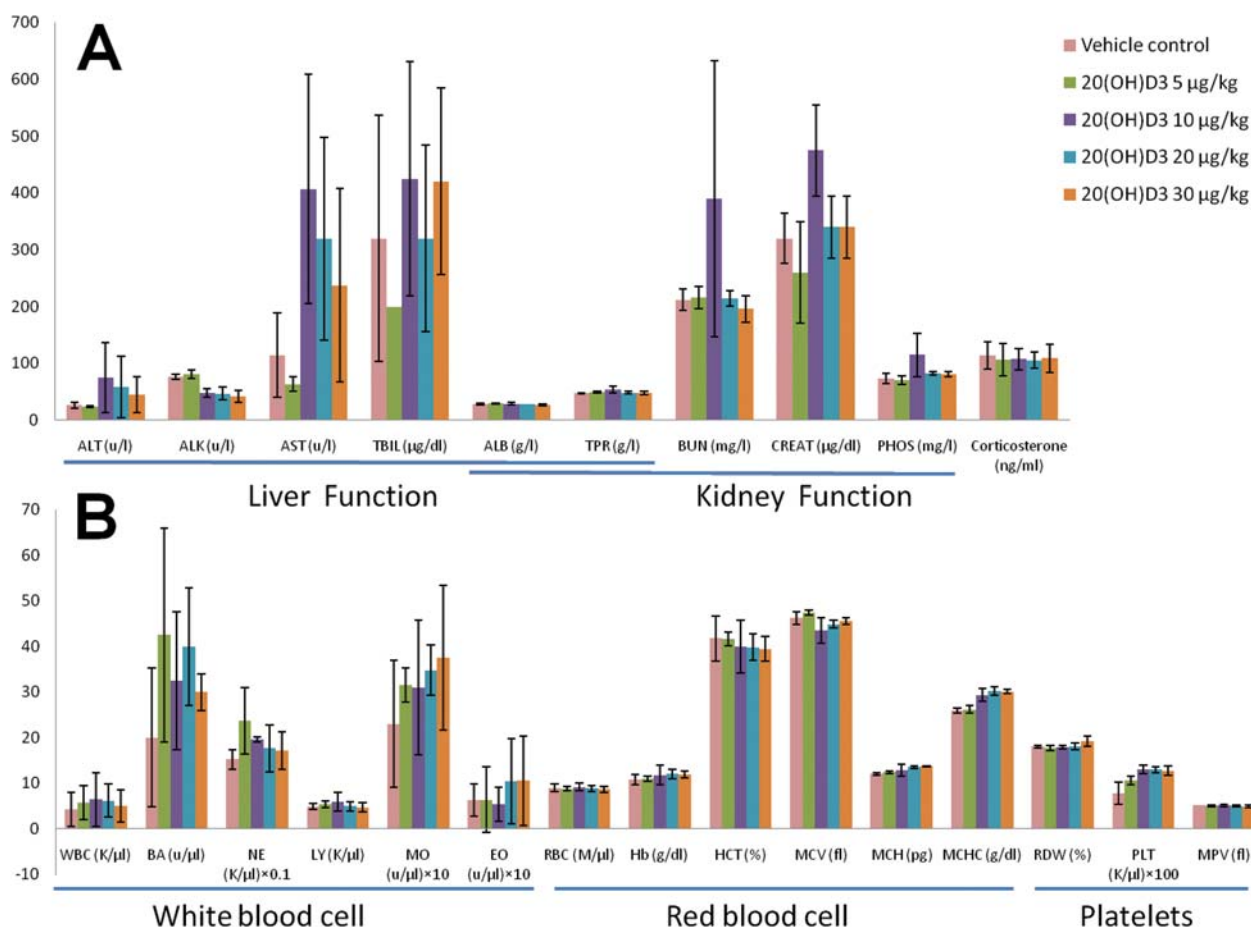 A
700
600
500
400
300
200
100
0
Vehicle control
20(OH)D3 5 µg/kg
20(OH)D3 10 µg/kg
20(OH)D3 20 µg/kg
20(OH)D3 30 µg/kg
ALT (u/l) ALK (u/l) AST (u/l) TBIL (µg/dl) ALB (g/l) TPR (g/l) BUN (mg/l) CREAT (µg/dl) PHOS (mg/l) Corticosterone
(ng/ml)
Liver Function Kidney Function
B
70
60
50
40
30
20
10
0
-10
WBC (K/µl) BA (u/µl) NE LY (K/µl) MO EO RBC (M/µl) Hb (g/dl) HCT (%) MCV (fl) MCH (pg) MCHC (g/dl) RDW (%) PLT MPV (fl)
(K/µl)×0.1 (u/µl)×10 (u/µl)×10 (K/µl)×100
White blood cell Red blood cell Platelets